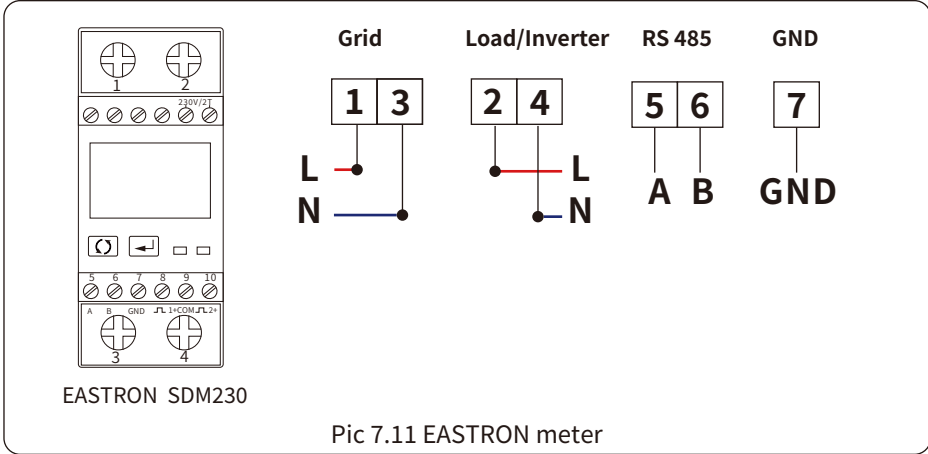 Grid Load/Inverter RS 485 GND
1 2
230V/2T
1 3 2 4 5 6 7
L L
N N
A B GND
5 6 7 8 9 10
A B GND 1+COM 2+
3 4
EASTRON SDM230
Pic 7.11 EASTRON meter